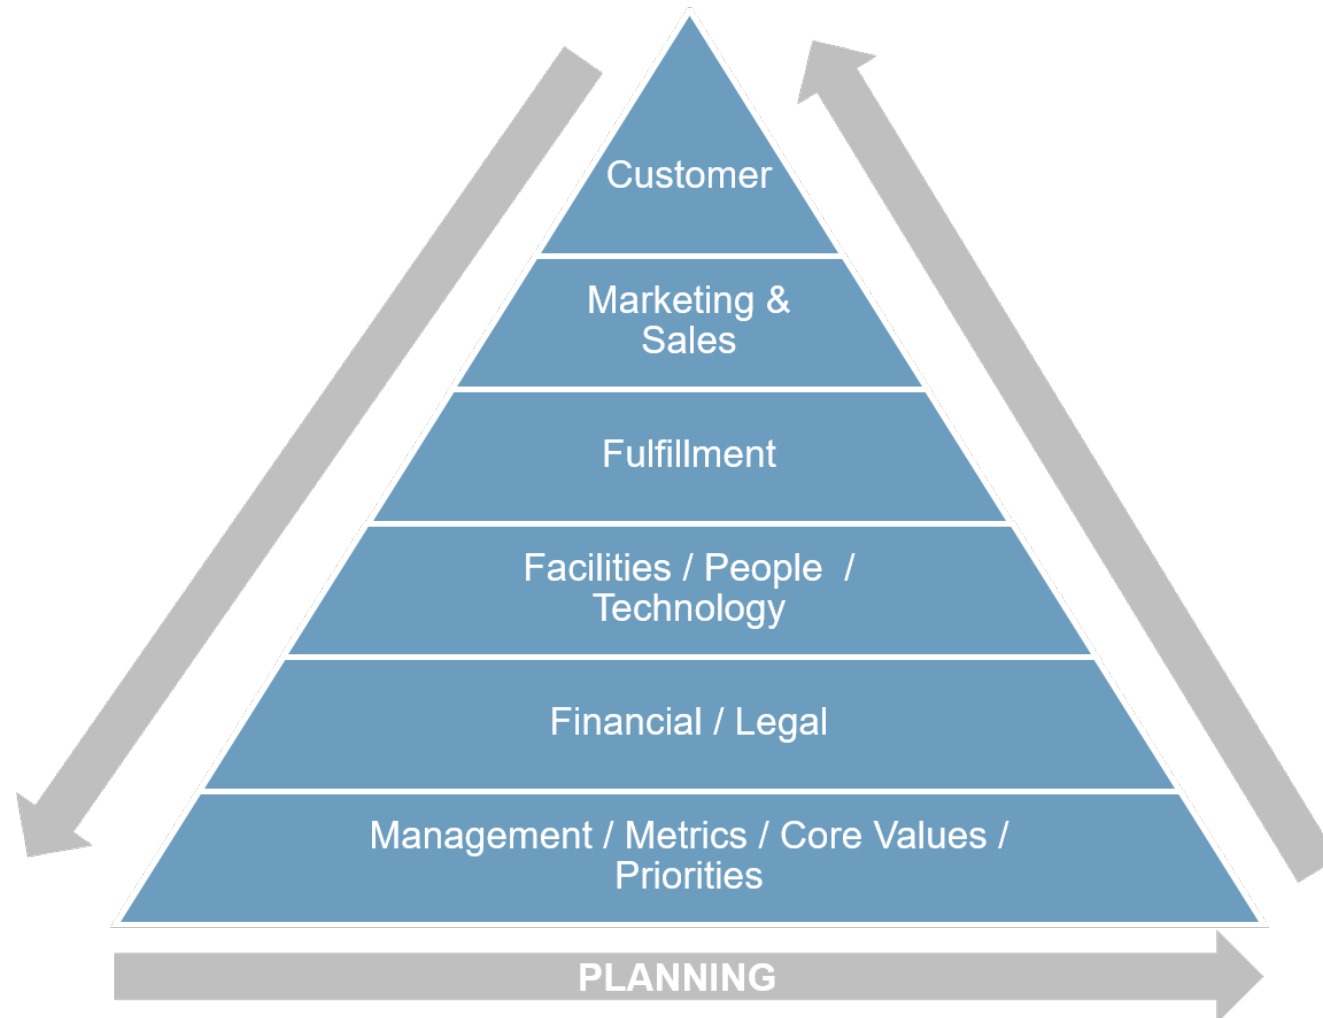 Customer
Marketing &
Sales
Fulfillment
Facilities / People  /
Technology
Financial / Legal
Management / Metrics / Core Values /
Priorities
PLANNING